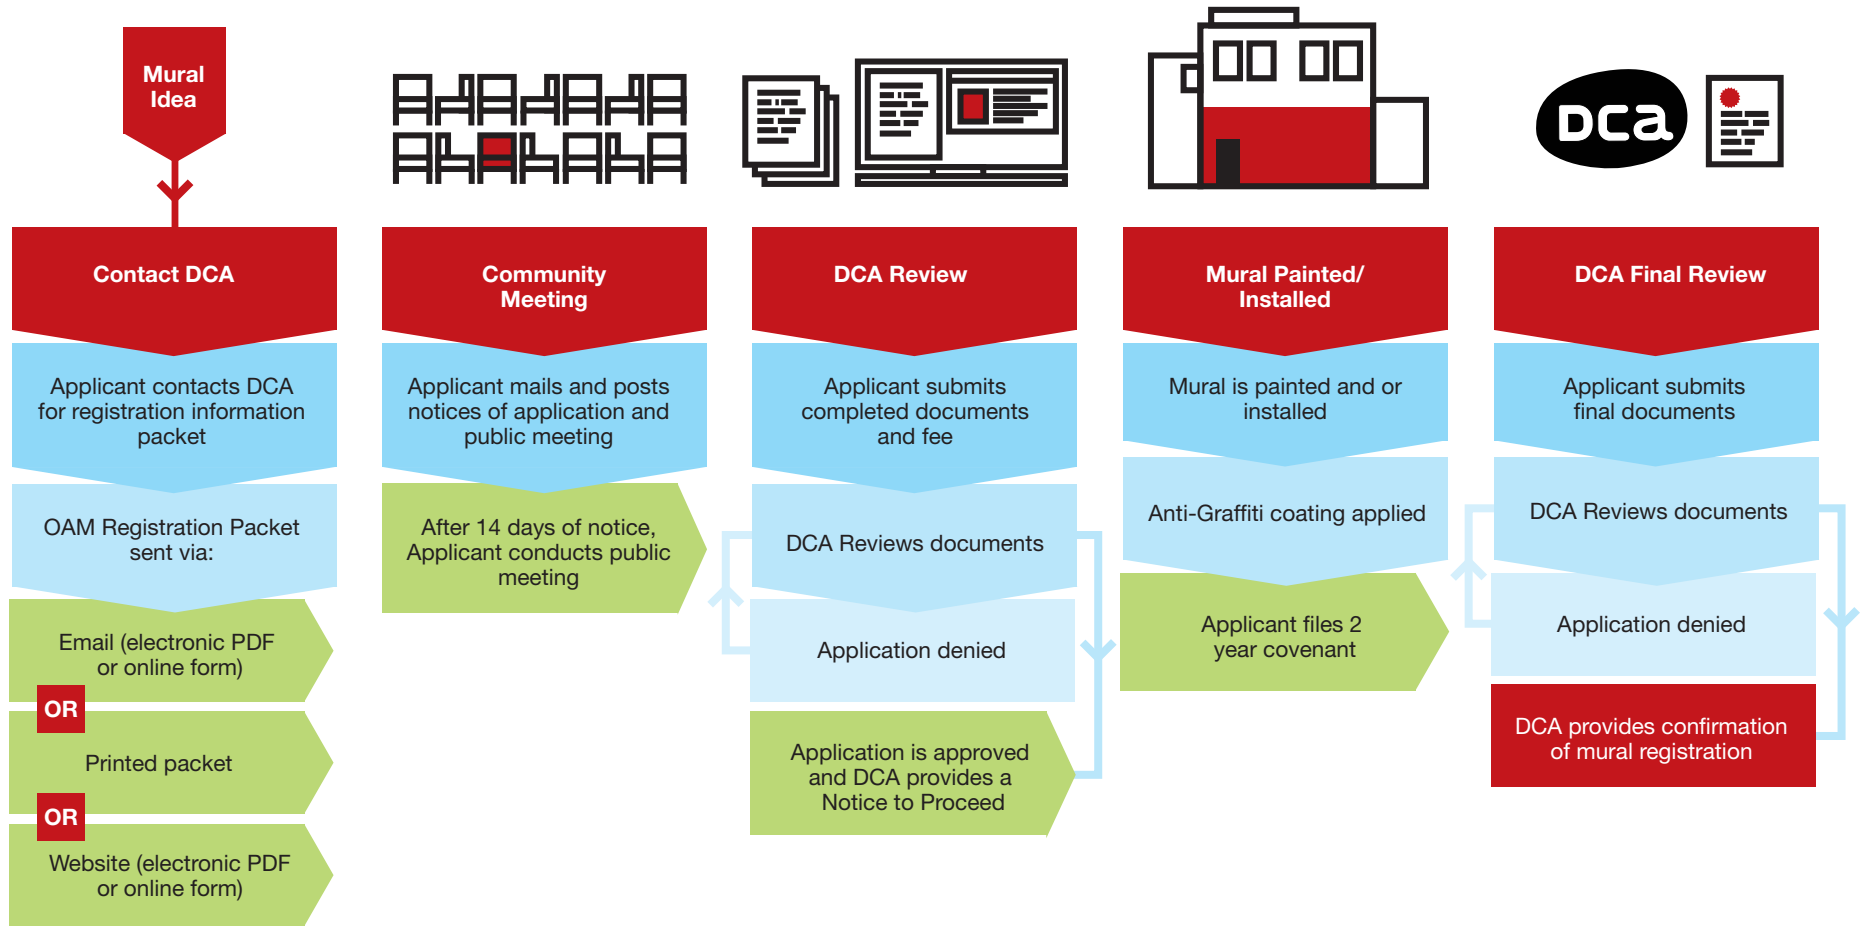 Mural
Idea
Contact DCA
Applicant contacts DCA
for registration information
packet
OAM Registration Packet
sent via:
Email (electronic PDF
or online form)
OR
Printed packet
OR
Website (electronic PDF
or online form)
Community
Meeting
Applicant mails and posts
notices of application and
public meeting
After 14 days of notice,
Applicant conducts public
meeting
DCA Review
Applicant submits
completed documents
and fee
DCA Reviews documents
Application denied
Application is approved
and DCA provides a
Notice to Proceed
Mural Painted/
Installed
Mural is painted and or
installed
Anti-Graffiti coating applied
Applicant files 2
year covenant
DCa
DCA Final Review
Applicant submits
final documents
DCA Reviews documents
Application denied
DCA provides confirmation
of mural registration